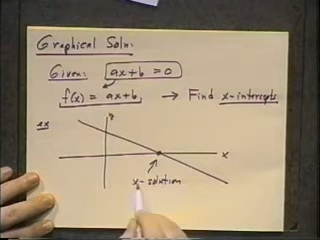 Graphical Soln:
Given: ax+b = 0
f(x) = ax+b → Find x-intercepts
ex
y
x
x-solution